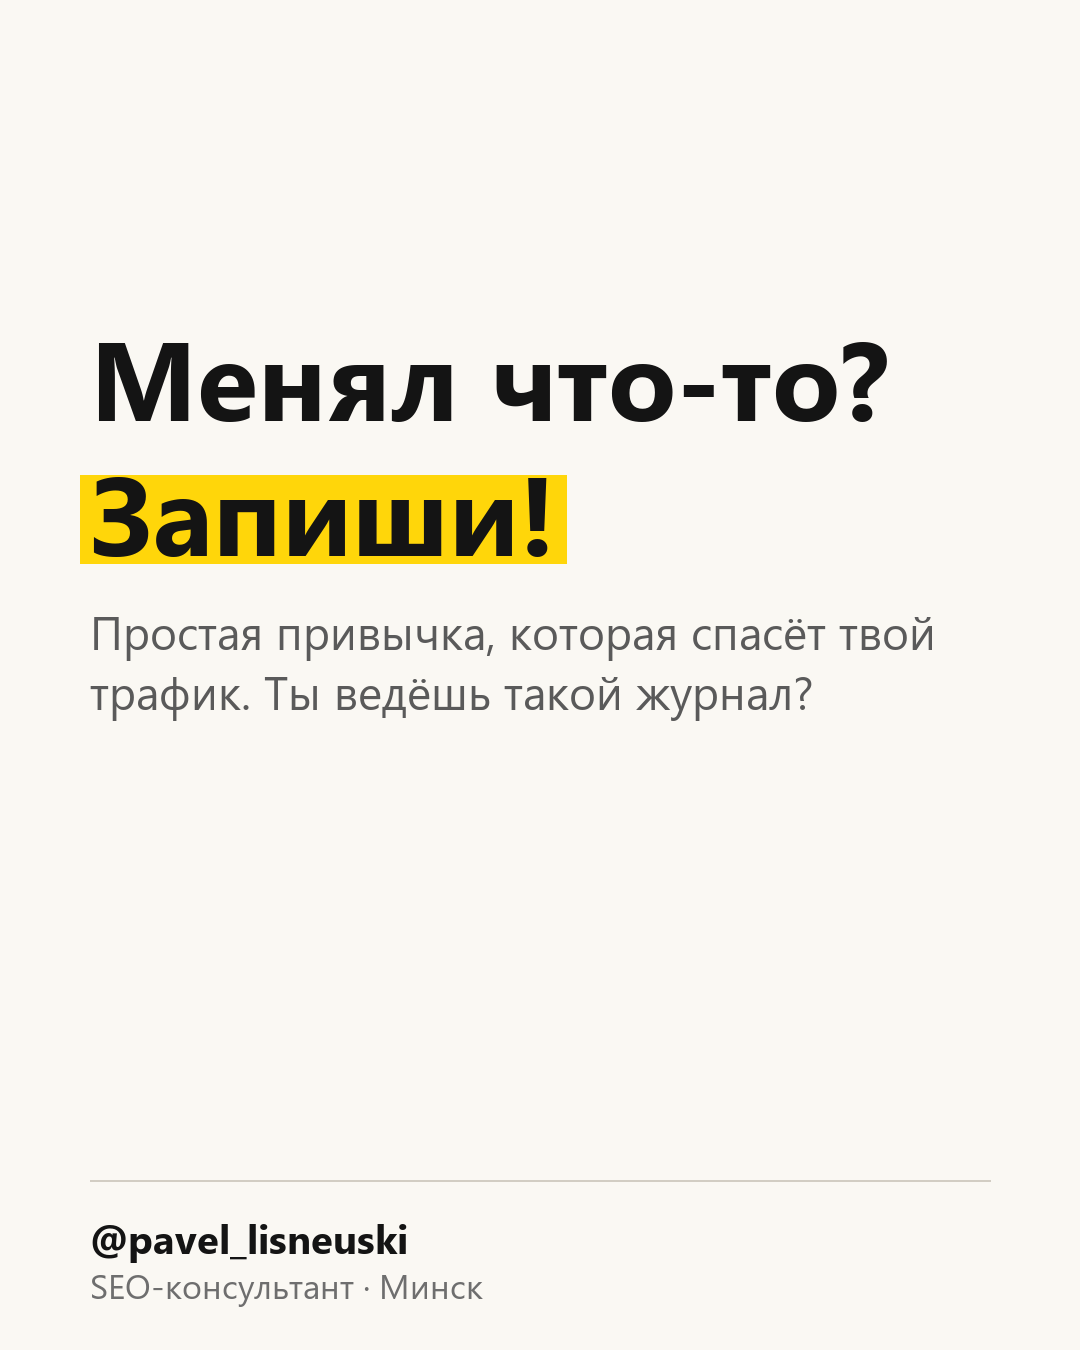 Менял что-то?
Запиши!
Простая привычка, которая спасёт твой
трафик. Ты ведёшь такой журнал?
@pavel_lisneuski
SEO-консультант · Минск